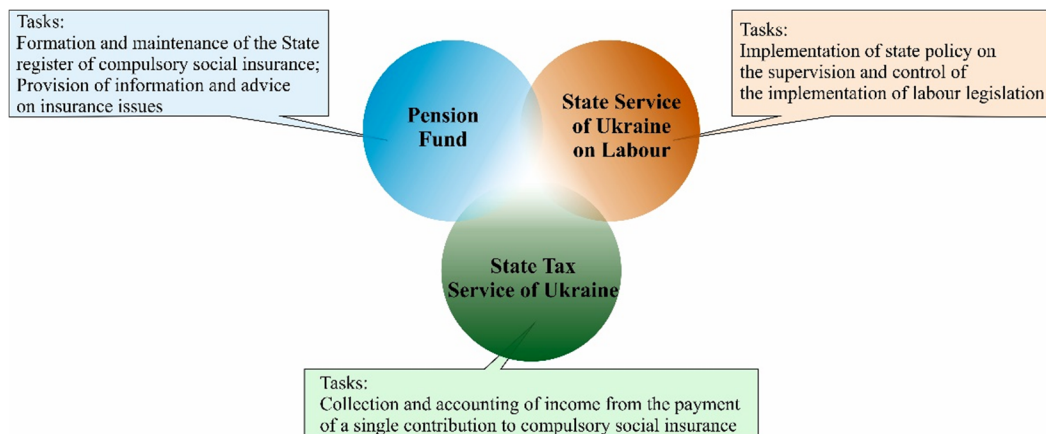 Tasks:
Formation and maintenance of the State
register of compulsory social insurance;
Provision of information and advice
on insurance issues
Tasks:
Implementation of state policy on
the supervision and control of
the implementation of labour legislation
Pension
Fund
State Service
of Ukraine
on Labour
State Tax
Service of Ukraine
Tasks:
Collection and accounting of income from the payment
of a single contribution to compulsory social insurance